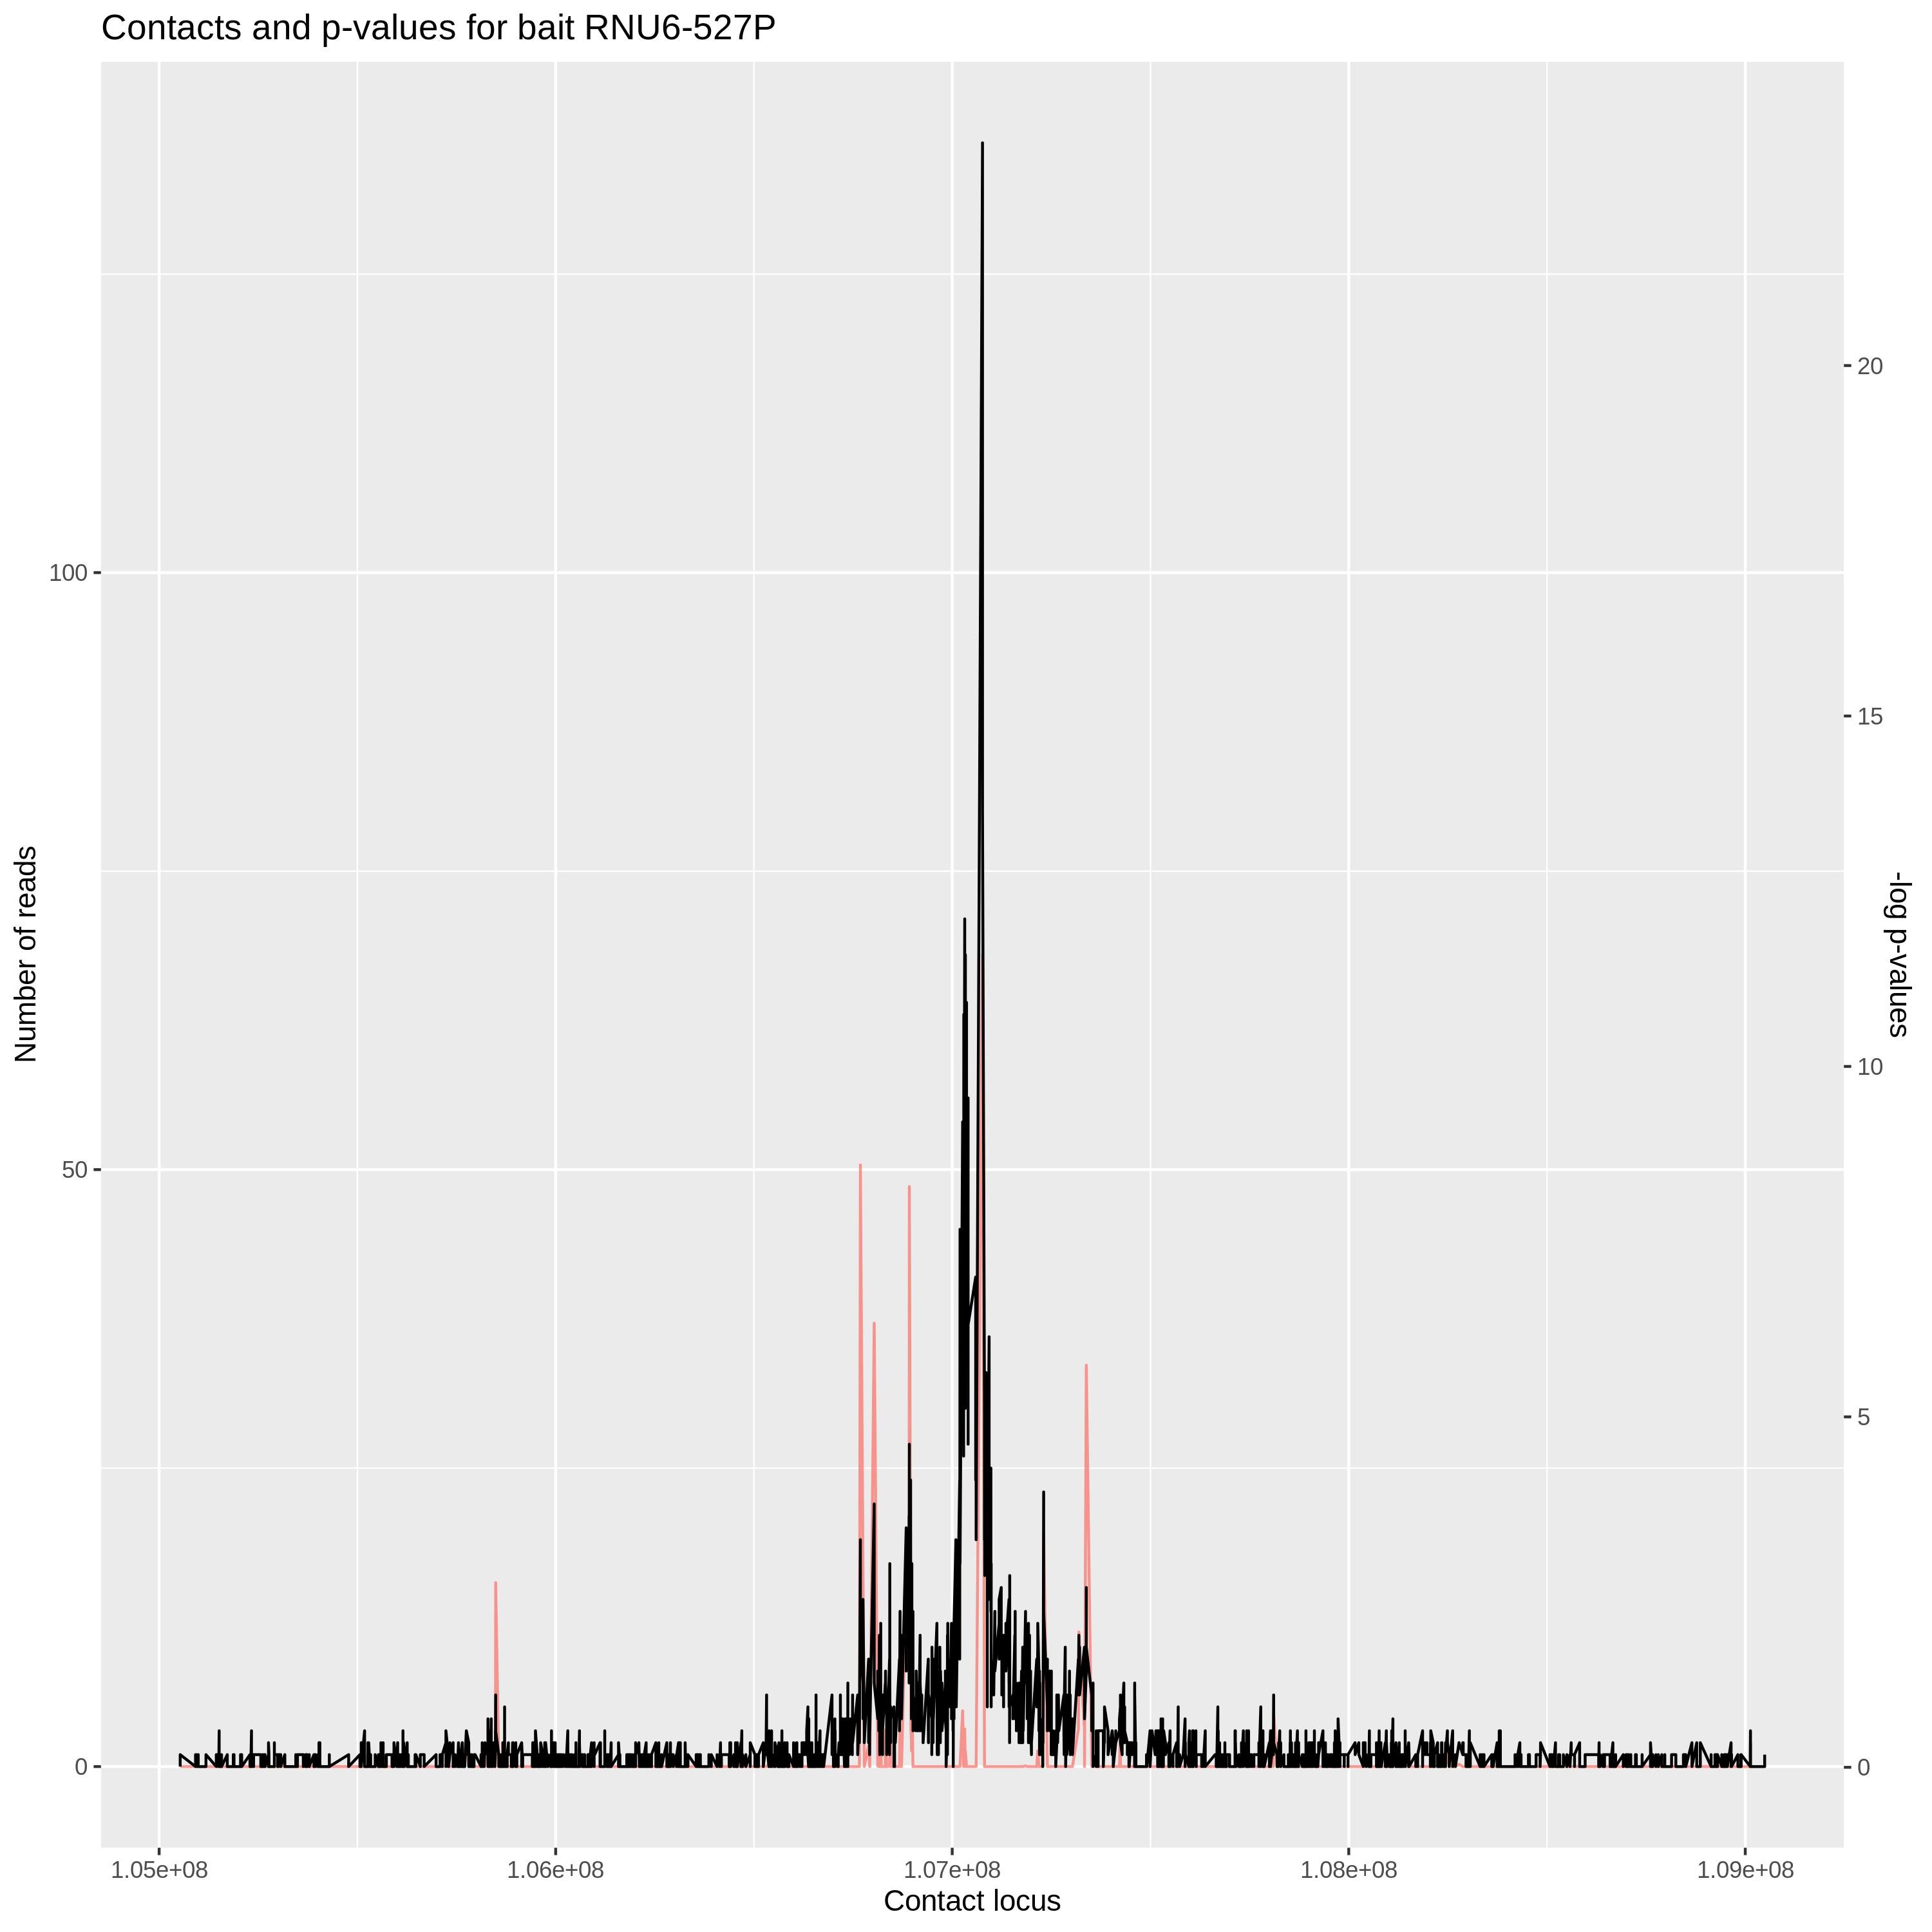 Contacts and p-values for bait RNU6-527P
Number of reads
100
50
0
20
15
10
5
0
-log p-values
1.05e+08
1.06e+08
1.07e+08
1.08e+08
1.09e+08
Contact locus